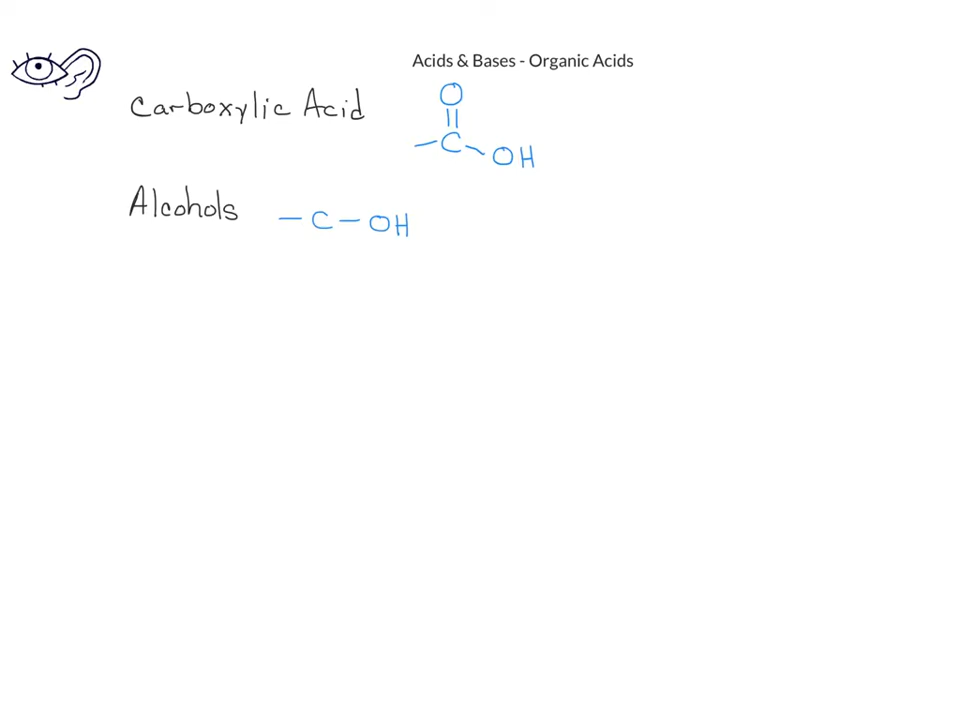 Acids & Bases - Organic Acids
Carboxylic Acid
O
C
OH
Alcohols — C — OH